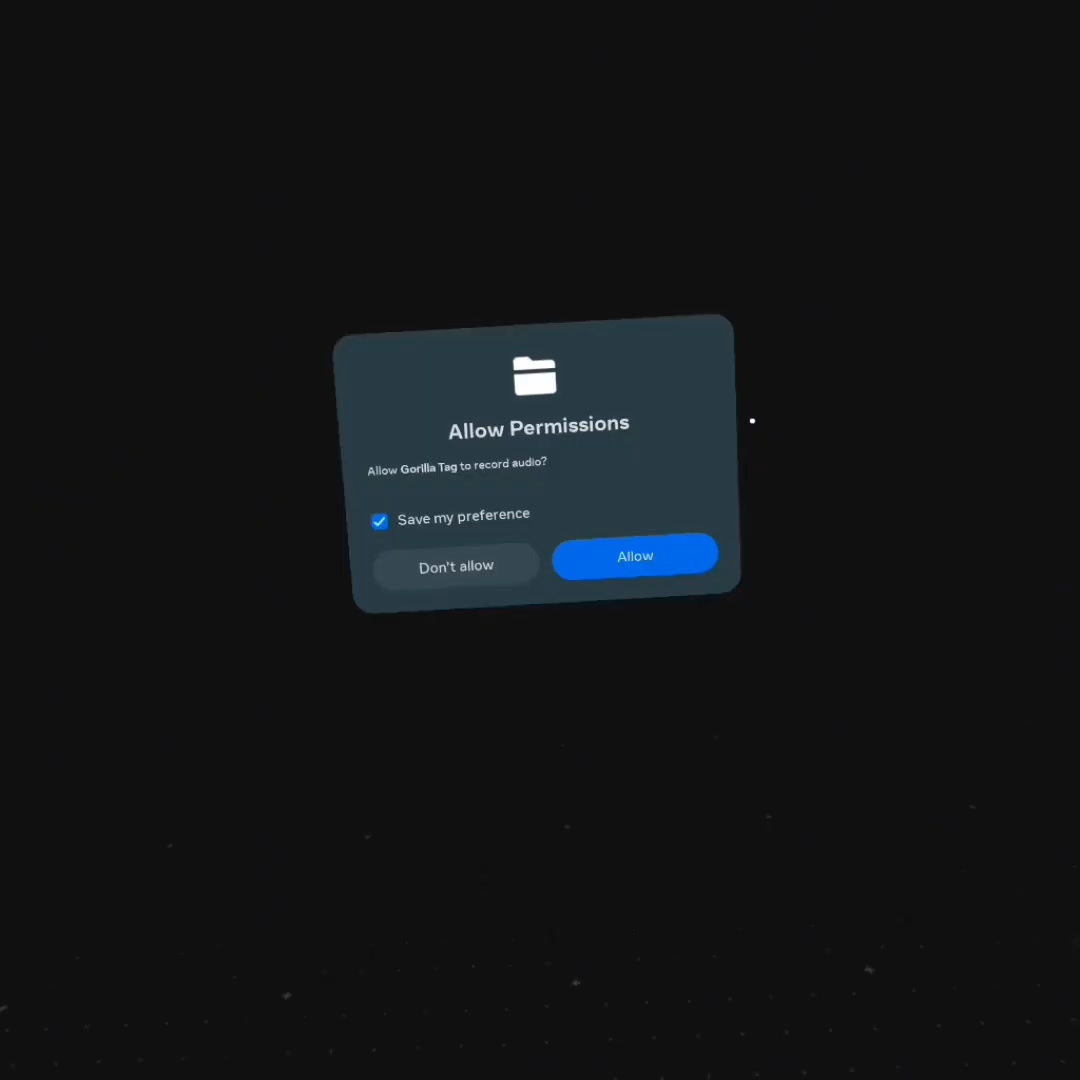 Allow Permissions
Allow Gorilla Tag to record audio?
Save my preference
Don't allow
Allow